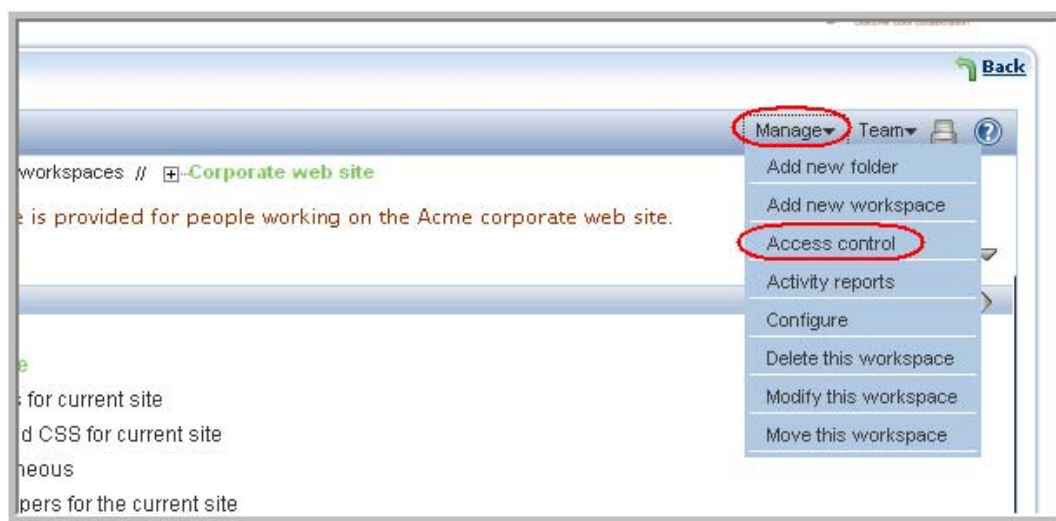 Back
Manage Team
workspaces // Corporate web site
is provided for people working on the Acme corporate web site.
Add new folder
Add new workspace
Access control
Activity reports
Configure
Delete this workspace
Modify this workspace
Move this workspace
e
s for current site
d CSS for current site
neous
pers for the current site